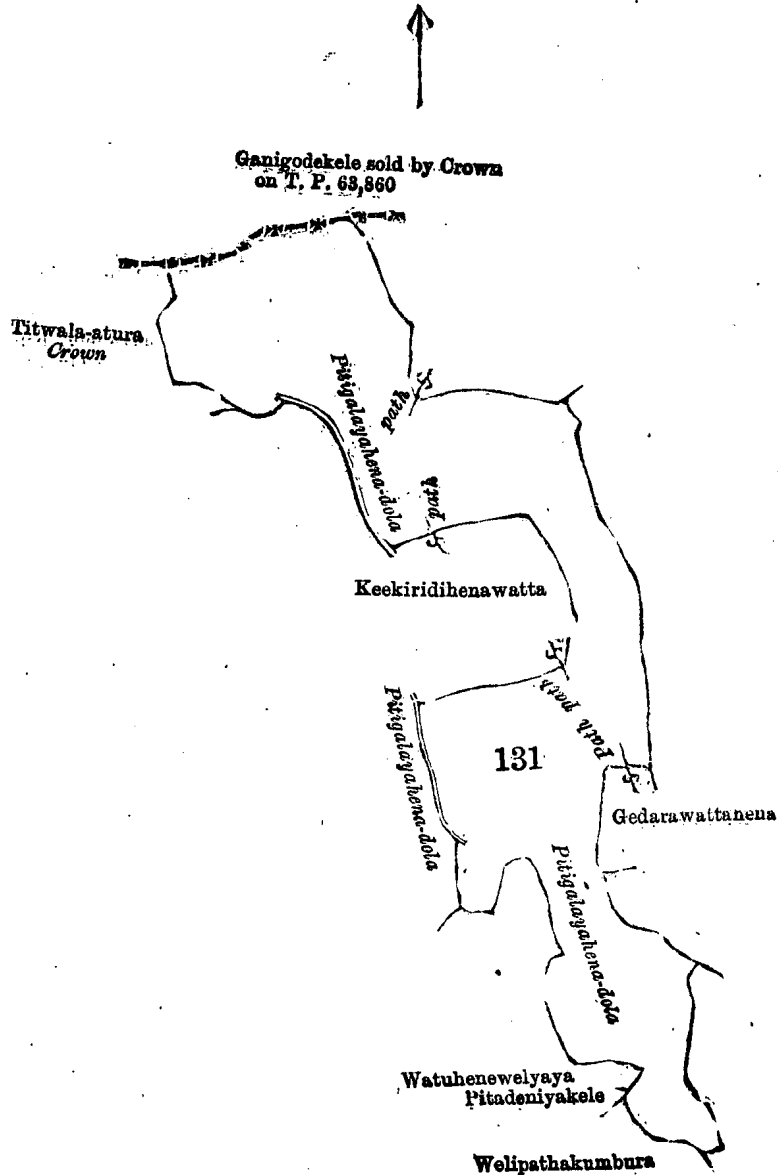 Ganigodekele sold by Crown
on T. P. 63,860
Titwala-atura
Crown
Pitigalayahena-dola
path
path
Keekiridihenawatta
Pitigalayahena-dola
path
Path
131
Gedarawattanena
Pitigalayahena-dola
Watuhenewelyaya
Pitadeniyakele
Welipathakumbura